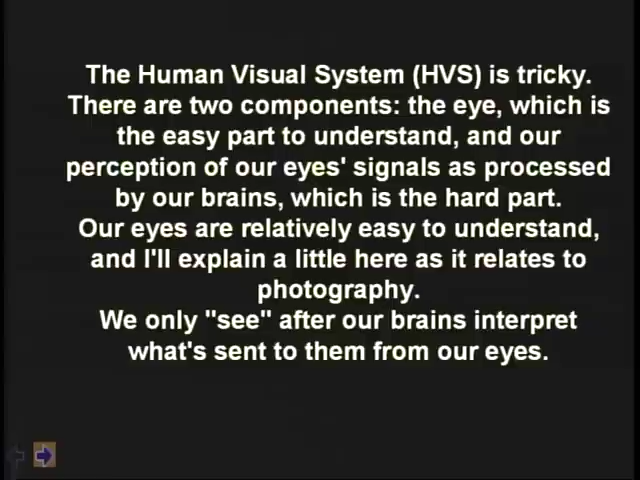 The Human Visual System (HVS) is tricky.
There are two components: the eye, which is
the easy part to understand, and our
perception of our eyes' signals as processed
by our brains, which is the hard part.
Our eyes are relatively easy to understand,
and I'll explain a little here as it relates to
photography.
We only "see" after our brains interpret
what's sent to them from our eyes.